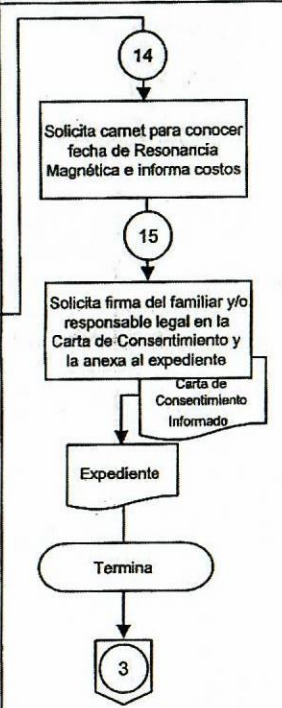 14
Solicita carnet para conocer
fecha de Resonancia
Magnética e informa costos
15
Solicita firma del familiar y/o
responsable legal en la
Carta de Consentimiento y
la anexa al expediente
Carta de
Consentimiento
Informado
Expediente
Termina
3